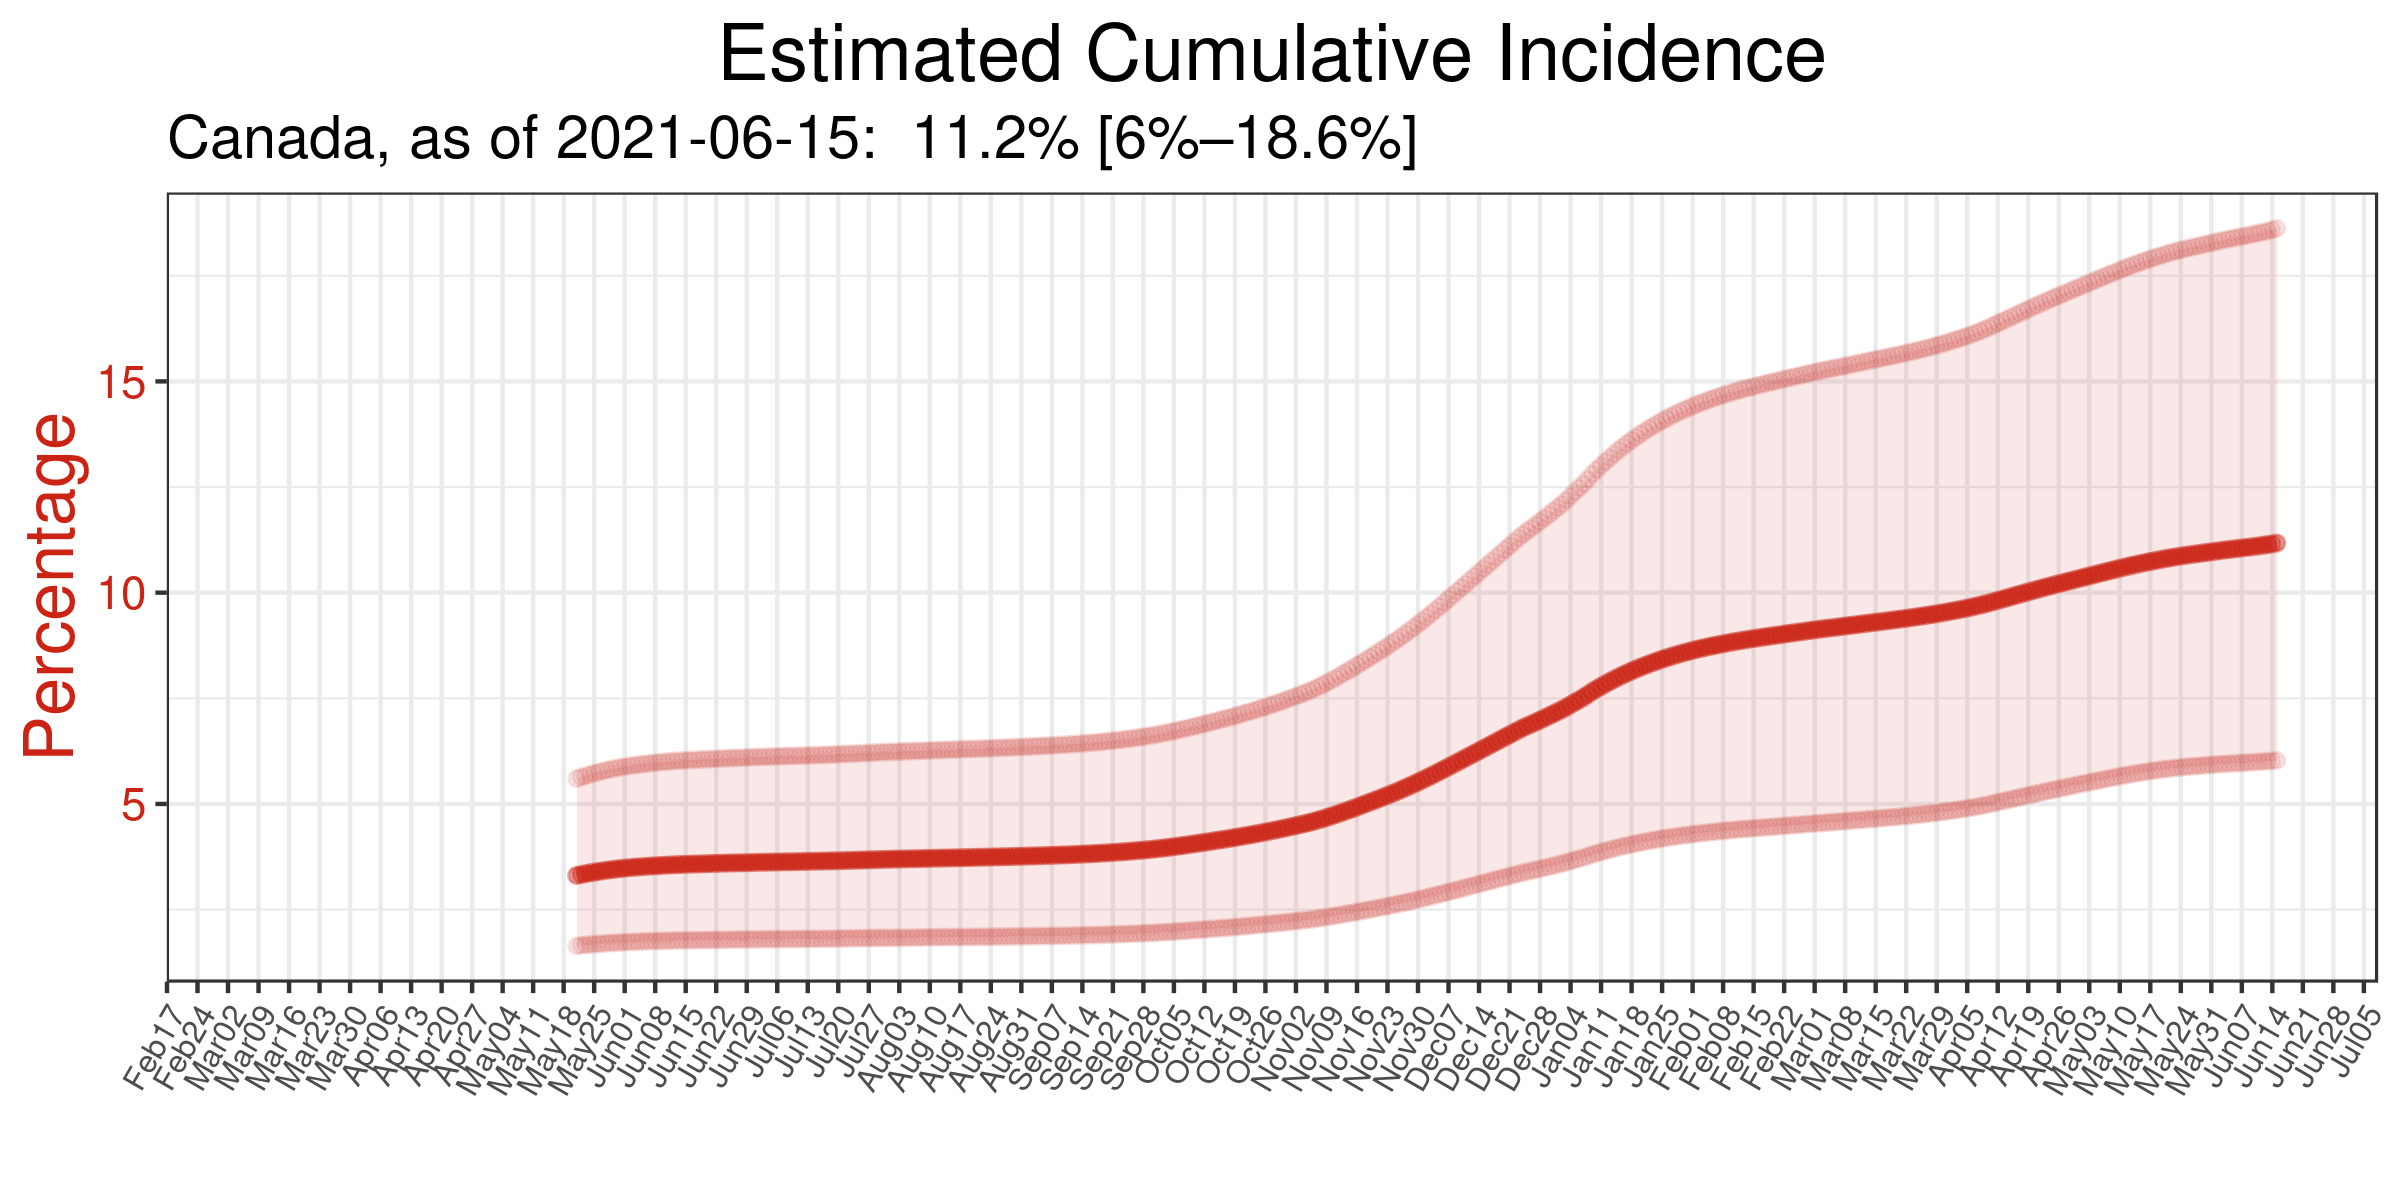 Estimated Cumulative Incidence
Canada, as of 2021-06-15: 11.2% [6%–18.6%]
Percentage
15
10
5
Feb17
Feb24
Mar02
Mar09
Mar16
Mar23
Mar30
Apr06
Apr13
Apr20
Apr27
May04
May11
May18
May25
Jun01
Jun08
Jun15
Jun22
Jun29
Jul06
Jul13
Jul20
Jul27
Aug03
Aug10
Aug17
Aug24
Aug31
Sep07
Sep14
Sep21
Sep28
Oct05
Oct12
Oct19
Oct26
Nov02
Nov09
Nov16
Nov23
Nov30
Dec07
Dec14
Dec21
Dec28
Jan04
Jan11
Jan18
Jan25
Feb01
Feb08
Feb15
Feb22
Mar01
Mar08
Mar15
Mar22
Mar29
Apr05
Apr12
Apr19
Apr26
May03
May10
May17
May24
May31
Jun07
Jun14
Jun21
Jun28
Jul05